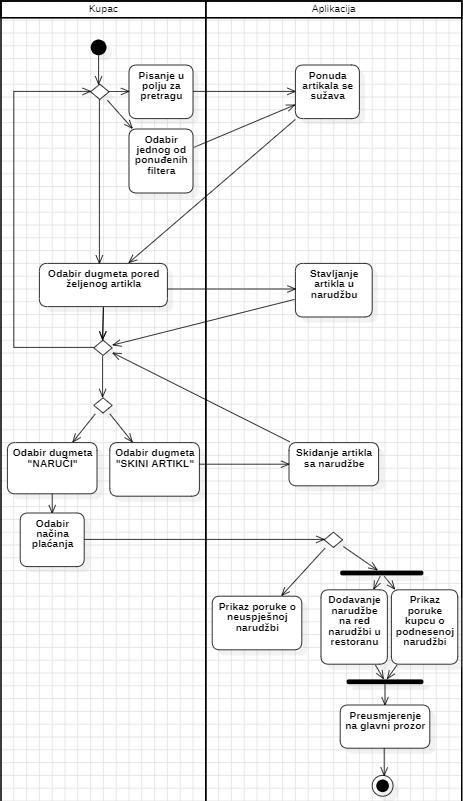 Kupac
Aplikacija
Pisanje u
polju za
pretragu
Ponuda
artikala se
sužava
Odabir
jednog od
ponuđenih
filtera
Odabir dugmeta pored
željenog artikla
Stavljanje
artikla u
narudžbu
Odabir dugmeta
"NARUČI"
Odabir dugmeta
"SKINI ARTIKL"
Skidanje artikla
sa narudžbe
Odabir
načina
plaćanja
Prikaz poruke o
neuspješnoj
narudžbi
Dodavanje
narudžbe
na red
narudžbi u
restoranu
Prikaz
poruke
kupcu o
podnesenoj
narudžbi
Preusmjerenje
na glavni prozor